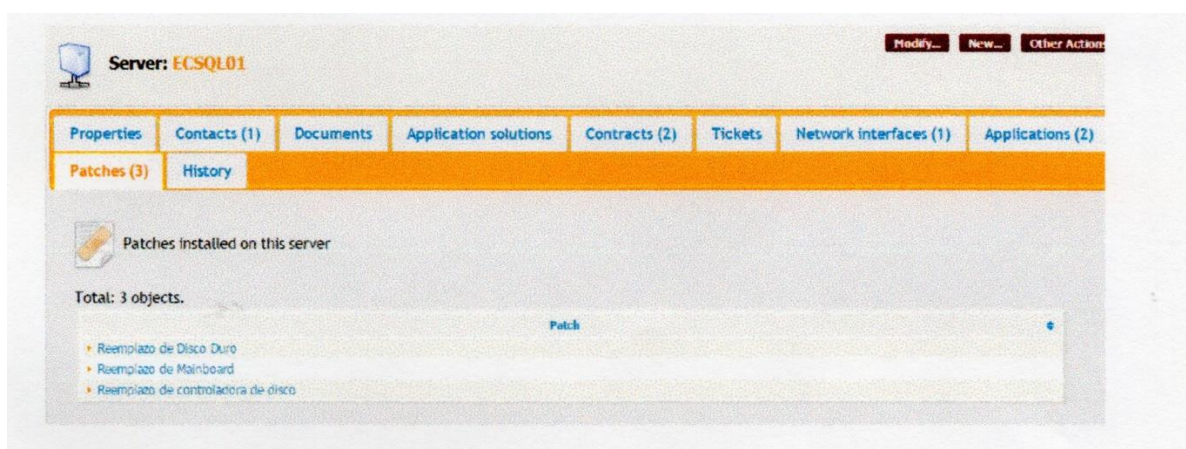 Server: ECSQL01
Modify... New... Other Actions
Properties Contacts (1) Documents Application solutions Contracts (2) Tickets Network interfaces (1) Applications (2)
Patches (3) History
Patches installed on this server
Total: 3 objects.
Patch
Reemplazo de Disco Duro
Reemplazo de Mainboard
Reemplazo de controladora de disco